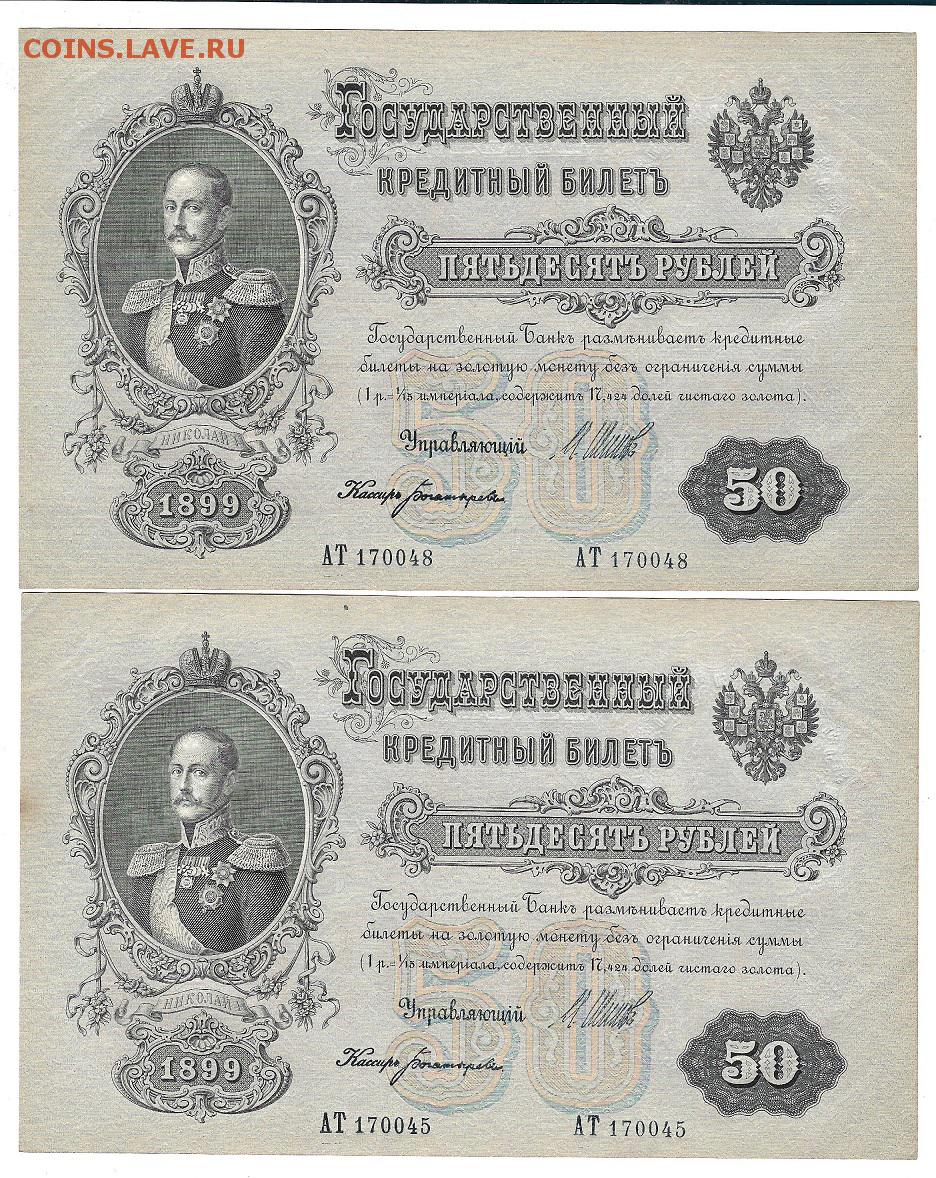 COINS.LAVE.RU
Государственный
кредитный билетъ
пятьдесятъ рублей
Государственный Банкъ размѣниваетъ кредитные
билеты на золотую монету безъ ограниченія суммы
(1 р.=1/15 имперіала, содержитъ 17,424 долей чистаго золота).
Управляющій
Кассиръ
НИКОЛАЙ I
1899
50
АТ 170048 АТ 170048
Государственный
кредитный билетъ
пятьдесятъ рублей
Государственный Банкъ размѣниваетъ кредитные
билеты на золотую монету безъ ограниченія суммы
(1 р.=1/15 имперіала, содержитъ 17,424 долей чистаго золота).
Управляющій
Кассиръ
НИКОЛАЙ I
1899
50
АТ 170045 АТ 170045